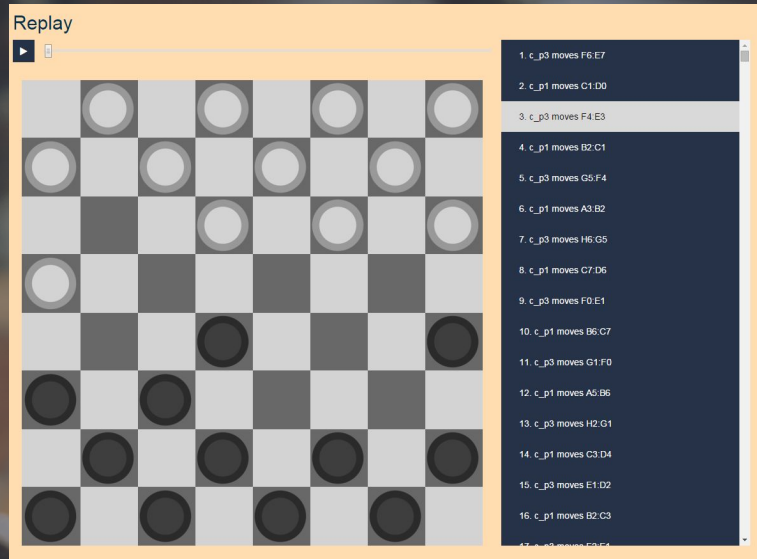 Replay
1. c_p3 moves F6:E7
2. c_p1 moves C1:D0
3. c_p3 moves F4:E3
4. c_p1 moves B2:C1
5. c_p3 moves G5:F4
6. c_p1 moves A3:B2
7. c_p3 moves H6:G5
8. c_p1 moves C7:D6
9. c_p3 moves F0:E1
10. c_p1 moves B6:C7
11. c_p3 moves G1:F0
12. c_p1 moves A5:B6
13. c_p3 moves H2:G1
14. c_p1 moves C3:D4
15. c_p3 moves E1:D2
16. c_p1 moves B2:C3